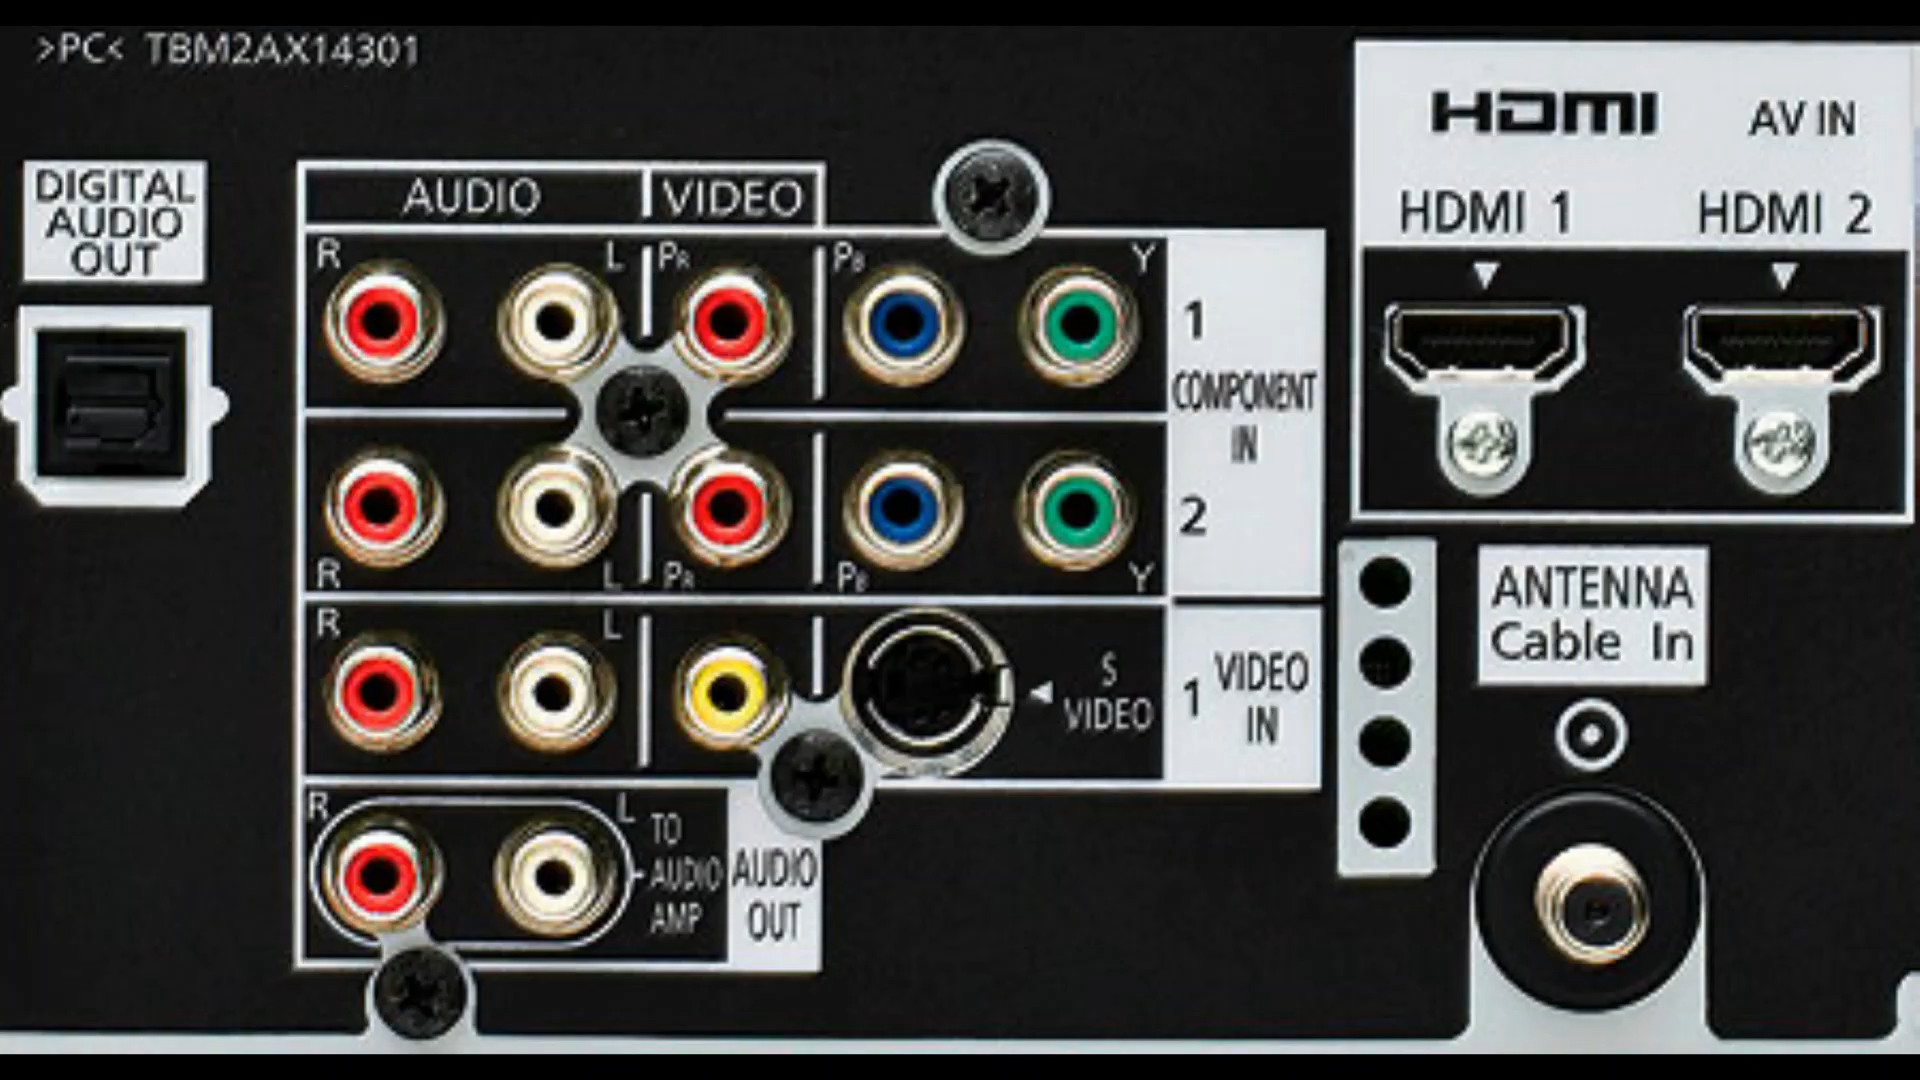 >PC< TBM2AX14301
DIGITAL
AUDIO
OUT
AUDIO VIDEO
R L PR PB Y
1
COMPONENT
IN
2
R L PR PB Y
R L
S
VIDEO
1 VIDEO
IN
R L
TO
AUDIO
AMP
AUDIO
OUT
HDMI AV IN
HDMI 1 HDMI 2
ANTENNA
Cable In